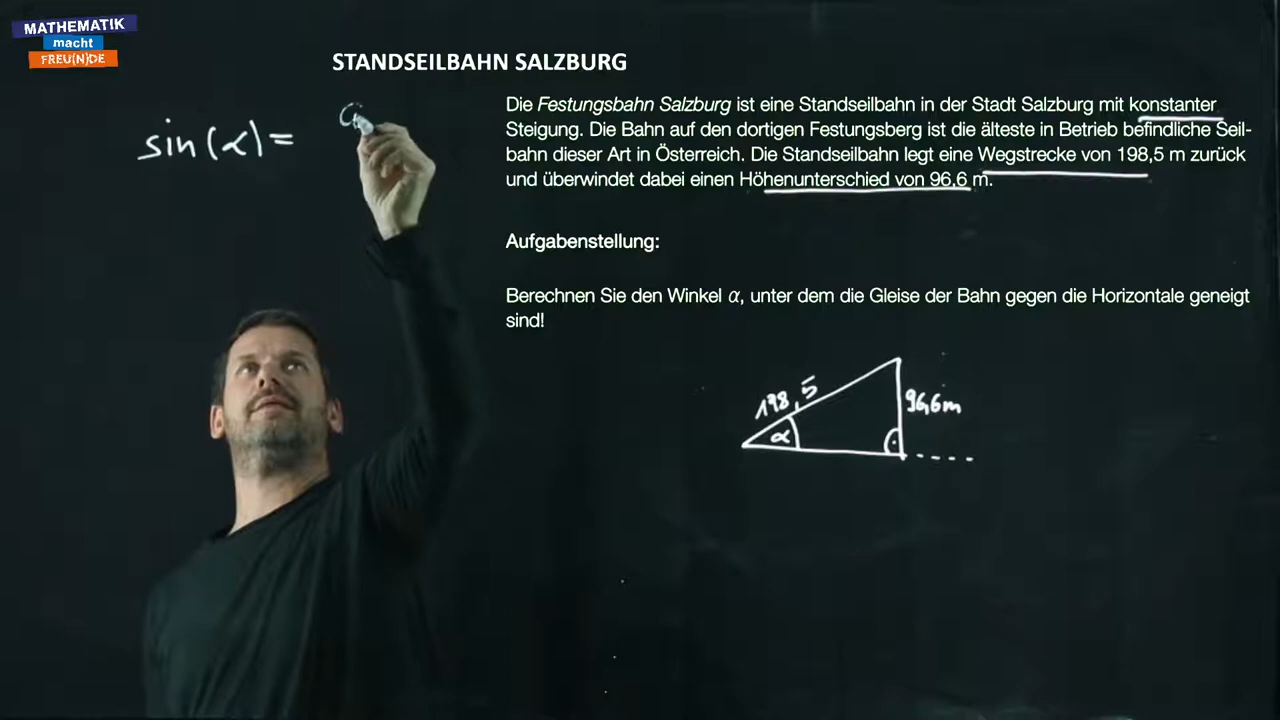 MATHEMATIK
macht
FREU(N)DE
STANDSEILBAHN SALZBURG
sin(α)=
G
Die Festungsbahn Salzburg ist eine Standseilbahn in der Stadt Salzburg mit konstanter
Steigung. Die Bahn auf den dortigen Festungsberg ist die älteste in Betrieb befindliche Seil-
bahn dieser Art in Österreich. Die Standseilbahn legt eine Wegstrecke von 198,5 m zurück
und überwindet dabei einen Höhenunterschied von 96,6 m.
Aufgabenstellung:
Berechnen Sie den Winkel α, unter dem die Gleise der Bahn gegen die Horizontale geneigt
sind!
198,5
96,6m
α